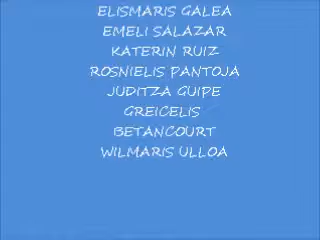 ELISMARIS GALEA
EMELI SALAZAR
KATERIN RUIZ
ROSNIELIS PANTOJA
JUDITZA GUIPE
GREICELIS
BETANCOURT
WILMARIS ULLOA